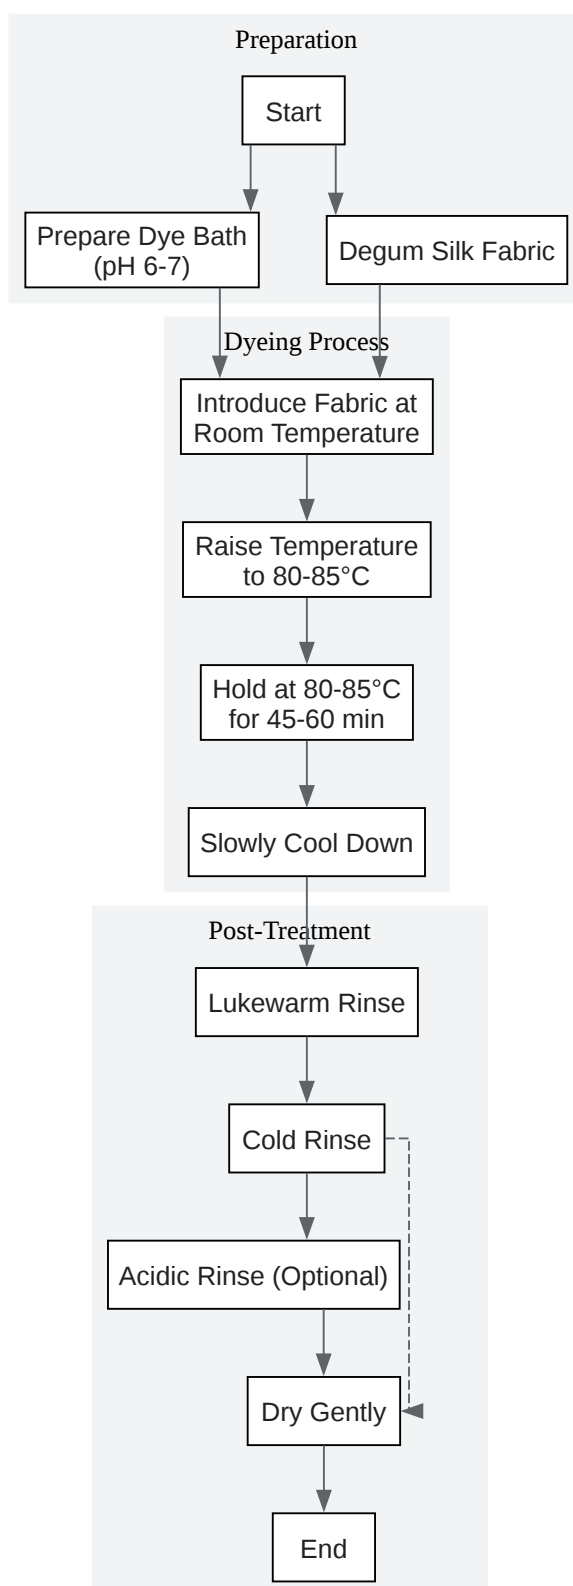 Preparation
Start
Prepare Dye Bath
(pH 6-7)
Degum Silk Fabric
Dyeing Process
Introduce Fabric at
Room Temperature
Raise Temperature
to 80-85°C
Hold at 80-85°C
for 45-60 min
Slowly Cool Down
Post-Treatment
Lukewarm Rinse
Cold Rinse
Acidic Rinse (Optional)
Dry Gently
End